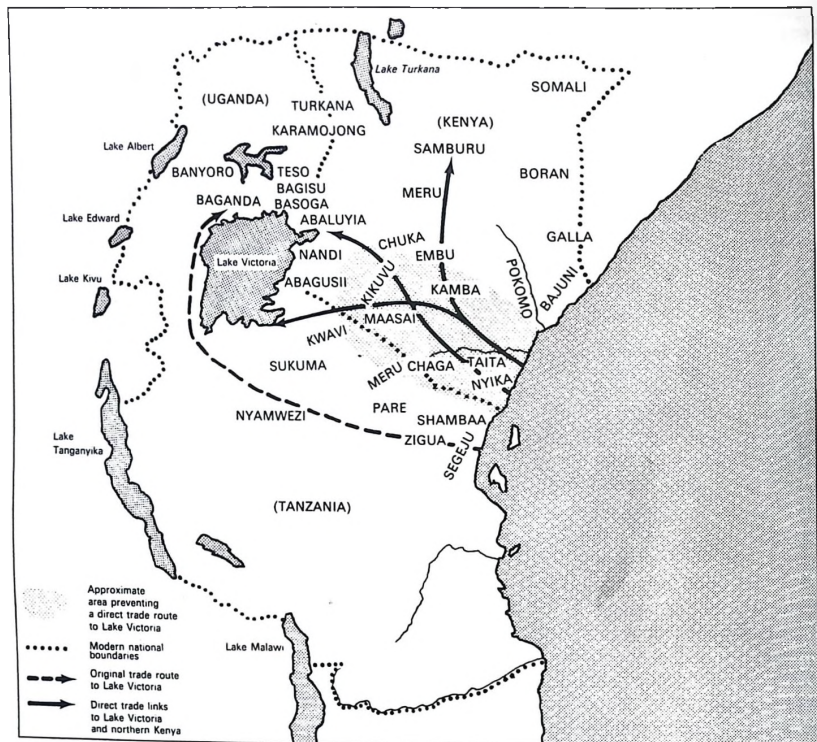 Lake Turkana
SOMALI
(UGANDA)
TURKANA
(KENYA)
KARAMOJONG
SAMBURU
Lake Albert
BANYORO
TESO
BORAN
BAGISU
MERU
BAGANDA
BASOGA
Lake Edward
ABALUYIA
CHUKA
GALLA
Lake Victoria
NANDI
EMBU
Lake Kivu
ABAGUSII
KIKUVU
KAMBA
POKOMO
BAJUNI
MAASAI
KWAVI
SUKUMA
MERU
CHAGA
TAITA
NYIKA
NYAMWEZI
PARE
SHAMBAA
Lake
Tanganyika
ZIGUA
SEGEJU
(TANZANIA)
Approximate
area preventing
a direct trade route
to Lake Victoria
Modern national
boundaries
Lake Malawi
Original trade route
to Lake Victoria
Direct trade links
to Lake Victoria
and northern Kenya